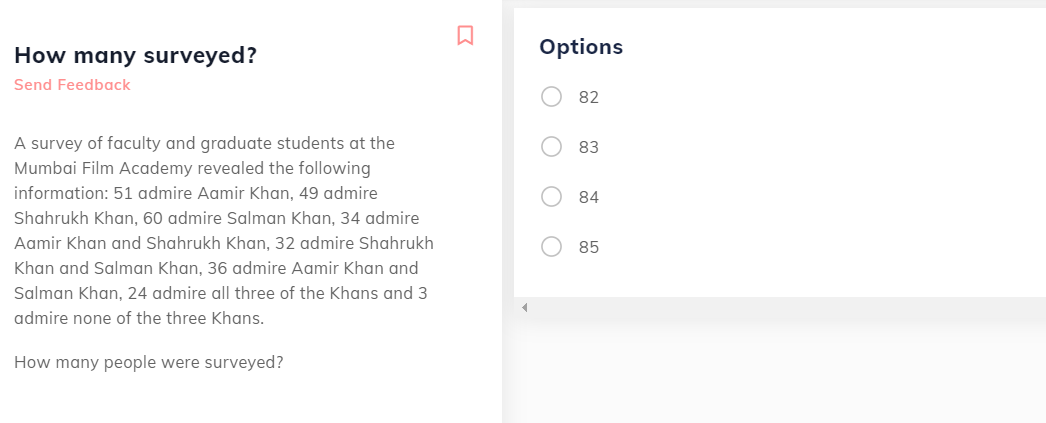 How many surveyed?
Send Feedback
A survey of faculty and graduate students at the
Mumbai Film Academy revealed the following
information: 51 admire Aamir Khan, 49 admire
Shahrukh Khan, 60 admire Salman Khan, 34 admire
Aamir Khan and Shahrukh Khan, 32 admire Shahrukh
Khan and Salman Khan, 36 admire Aamir Khan and
Salman Khan, 24 admire all three of the Khans and 3
admire none of the three Khans.
How many people were surveyed?
Options
82
83
84
85